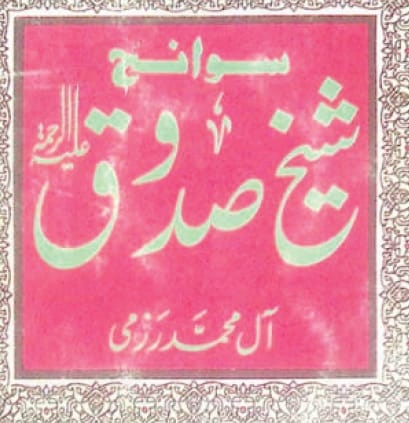 سوانح
شیخ صدوق علیہ الرحمۃ
آل محمد رزمی